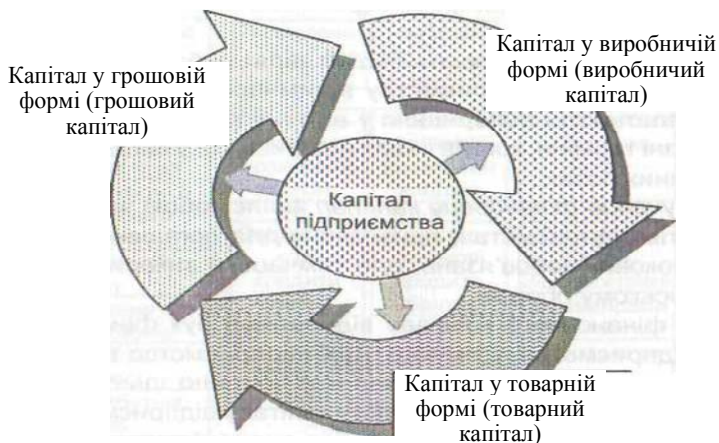 Капітал у грошовій
формі (грошовий
капітал)
Капітал у виробничій
формі (виробничий
капітал)
Капітал
підприємства
Капітал у товарній
формі (товарний
капітал)